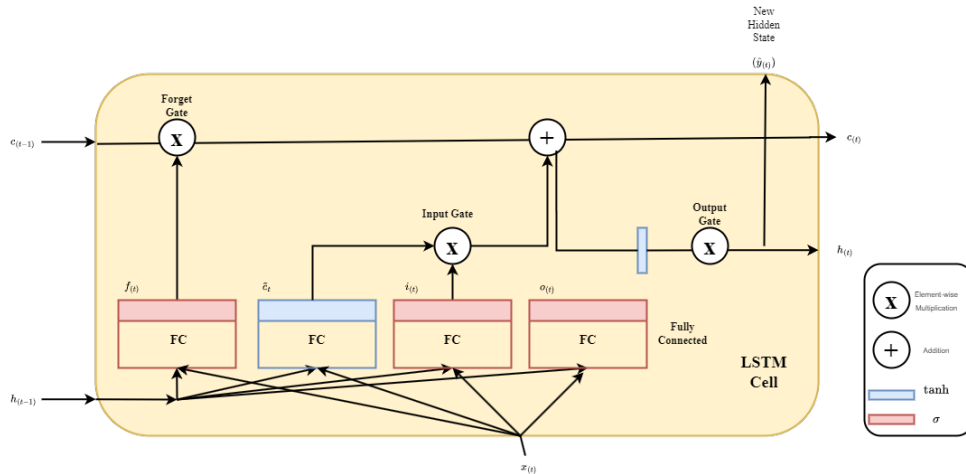 New
Hidden
State
(ŷ₍t₎)
Forget
Gate
x
+
c₍t-1₎
c₍t₎
Input Gate
x
Output
Gate
x
h₍t₎
f₍t₎
c̃ₜ
i₍t₎
o₍t₎
FC
FC
FC
FC
Fully
Connected
LSTM
Cell
h₍t-1₎
x₍t₎
x
Element-wise
Multiplication
+
Addition
tanh
σ